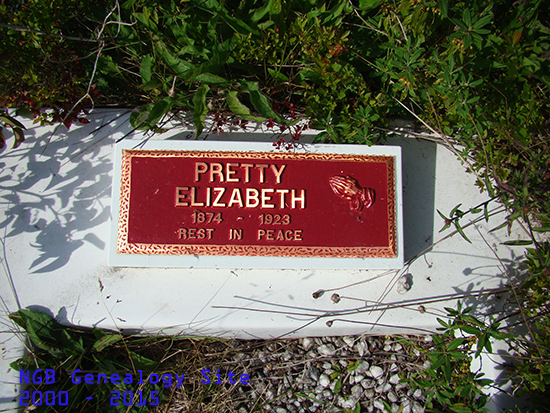 PRETTY
ELIZABETH
1874 - 1923
REST IN PEACE
NGB Genealogy Site
2000 - 2015